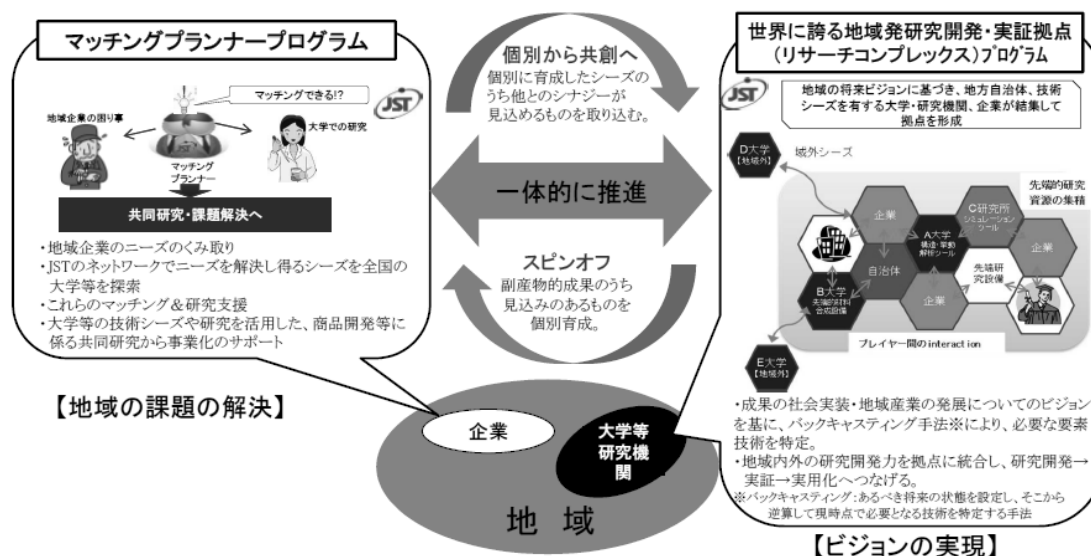 マッチングプランナープログラム
マッチングできる!?
JST
地域企業の困り事
大学での研究
マッチング
プランナー
共同研究・課題解決へ
・地域企業のニーズのくみ取り
・JSTのネットワークでニーズを解決し得るシーズを全国の
大学等を探索
・これらのマッチング＆研究支援
・大学等の技術シーズや研究を活用した、商品開発等に
係る共同研究から事業化のサポート
【地域の課題の解決】
個別から共創へ
個別に育成したシーズの
うち他とのシナジーが
見込めるものを取り込む。
一体的に推進
スピンオフ
副産物的成果のうち
見込みのあるものを
個別育成。
企業
大学等
研究機
関
地 域
世界に誇る地域発研究開発・実証拠点
(リサーチコンプレックス)プログラム
地域の将来ビジョンに基づき、地方自治体、技術
シーズを有する大学・研究機関、企業が結集して
拠点を形成
JST
D大学
【地域外】
域外シーズ
先端的研究
資源の集積
企業
C研究所
シミュレーション
ツール
A大学
構造・挙動
解析ツール
企業
自治体
先端研
究設備
B大学
先端的材料
合成設備
企業
プレイヤー間のinteraction
E大学
【地域外】
・成果の社会実装・地域産業の発展についてのビジョン
を基に、バックキャスティング手法※により、必要な要素
技術を特定。
・地域内外の研究開発力を拠点に統合し、研究開発→
実証→実用化へつなげる。
※バックキャスティング：あるべき将来の状態を設定し、そこから
逆算して現時点で必要となる技術を特定する手法
【ビジョンの実現】